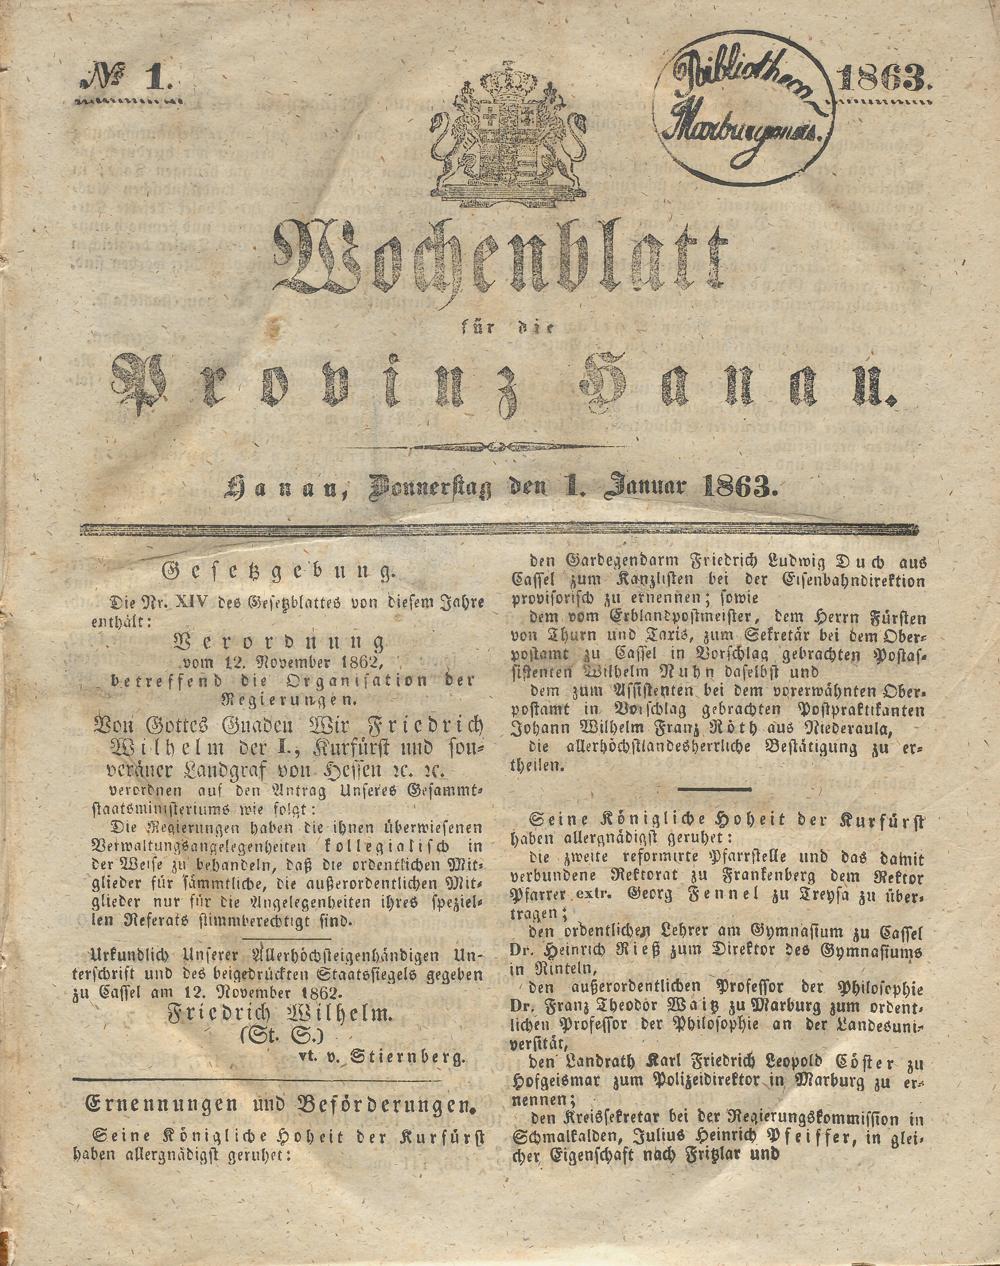 № 1.
Bibliotheca
Marburgensis.
1863.
Wochenblatt
für die
Provinz Hanau.
Hanau, Donnerstag den 1. Januar 1863.
Gesetzgebung.
Die Nr. XIV des Gesetzblattes von diesem Jahre
enthält:
Verordnung
vom 12. November 1862,
betreffend die Organisation der
Regierungen.
Von Gottes Gnaden Wir Friedrich
Wilhelm der I., Kurfürst und sou-
veräner Landgraf von Hessen ꝛc. ꝛc.
verordnen auf den Antrag Unseres Gesammt-
staatsministeriums wie folgt:
Die Regierungen haben die ihnen überwiesenen
Verwaltungsangelegenheiten kollegialisch in
der Weise zu behandeln, daß die ordentlichen Mit-
glieder für sämmtliche, die außerordentlichen Mit-
glieder nur für die Angelegenheiten ihres speziel-
len Referats stimmberechtigt sind.
Urkundlich Unserer Allerhöchsteigenhändigen Un-
terschrift und des beigedrückten Staatssiegels gegeben
zu Cassel am 12. November 1862.
Friedrich Wilhelm.
(St. S.)
vt. v. Stiernberg.
Ernennungen und Beförderungen.
Seine Königliche Hoheit der Kurfürst
haben allergnädigst geruhet:
den Gardegendarm Friedrich Ludwig Duch aus
Cassel zum Kanzlisten bei der Eisenbahndirektion
provisorisch zu ernennen; sowie
dem vom Erblandpostmeister, dem Herrn Fürsten
von Thurn und Taxis, zum Sekretär bei dem Ober-
postamt zu Cassel in Vorschlag gebrachten Postas-
sistenten Wilhelm Ruhn daselbst und
dem zum Assistenten bei dem vorerwähnten Ober-
postamt in Vorschlag gebrachten Postpraktikanten
Johann Wilhelm Franz Röth aus Niederaula,
die allerhöchstlandesherrliche Bestätigung zu er-
theilen.
Seine Königliche Hoheit der Kurfürst
haben allergnädigst geruhet:
die zweite reformirte Pfarrstelle und das damit
verbundene Rektorat zu Frankenberg dem Rektor
Pfarrer extr. Georg Fennel zu Treysa zu über-
tragen;
den ordentlichen Lehrer am Gymnasium zu Cassel
Dr. Heinrich Rieß zum Direktor des Gymnasiums
in Rinteln,
den außerordentlichen Professor der Philosophie
Dr. Franz Theodor Waitz zu Marburg zum ordent-
lichen Professor der Philosophie an der Landesuni-
versität,
den Landrath Karl Friedrich Leopold Cöster zu
Hofgeismar zum Polizeidirektor in Marburg zu er-
nennen;
den Kreissekretar bei der Regierungskommission in
Schmalkalden, Julius Heinrich Pfeiffer, in glei-
cher Eigenschaft nach Fritzlar und